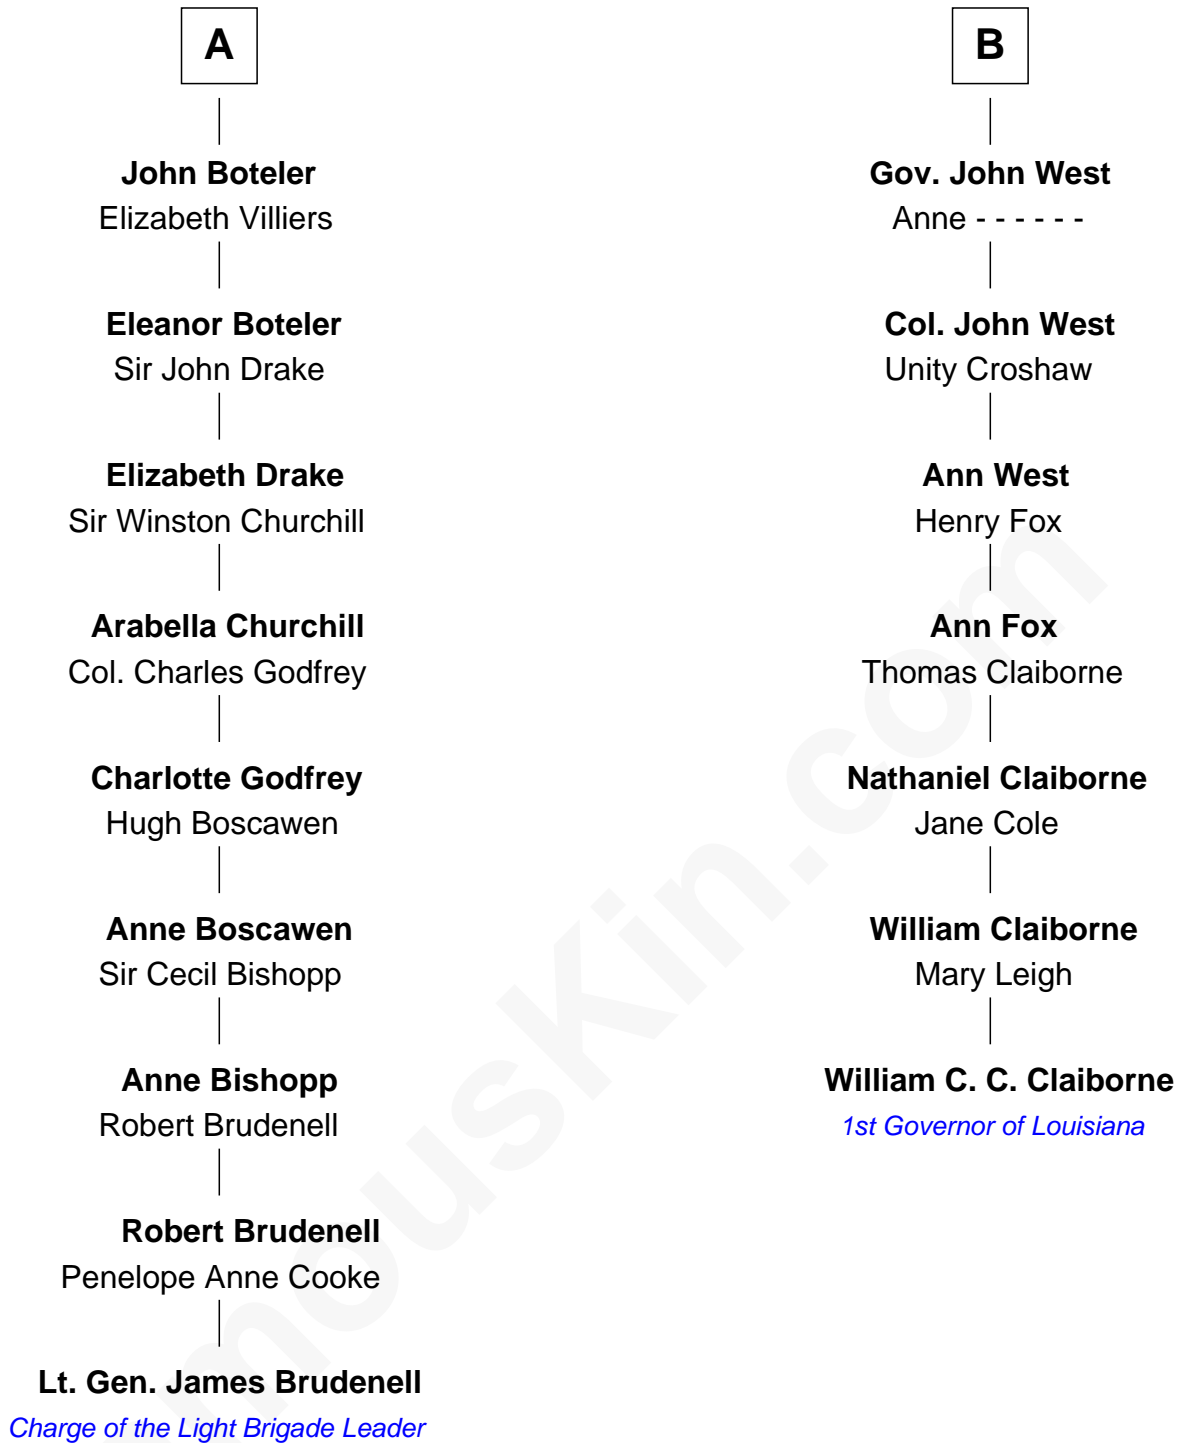 A
John Boteler
Elizabeth Villiers
Eleanor Boteler
Sir John Drake
Elizabeth Drake
Sir Winston Churchill
Arabella Churchill
Col. Charles Godfrey
Charlotte Godfrey
Hugh Boscawen
Anne Boscawen
Sir Cecil Bishopp
Anne Bishopp
Robert Brudenell
Robert Brudenell
Penelope Anne Cooke
Lt. Gen. James Brudenell
Charge of the Light Brigade Leader
B
Gov. John West
Anne - - - - - -
Col. John West
Unity Croshaw
Ann West
Henry Fox
Ann Fox
Thomas Claiborne
Nathaniel Claiborne
Jane Cole
William Claiborne
Mary Leigh
William C. C. Claiborne
1st Governor of Louisiana
mousKin.com